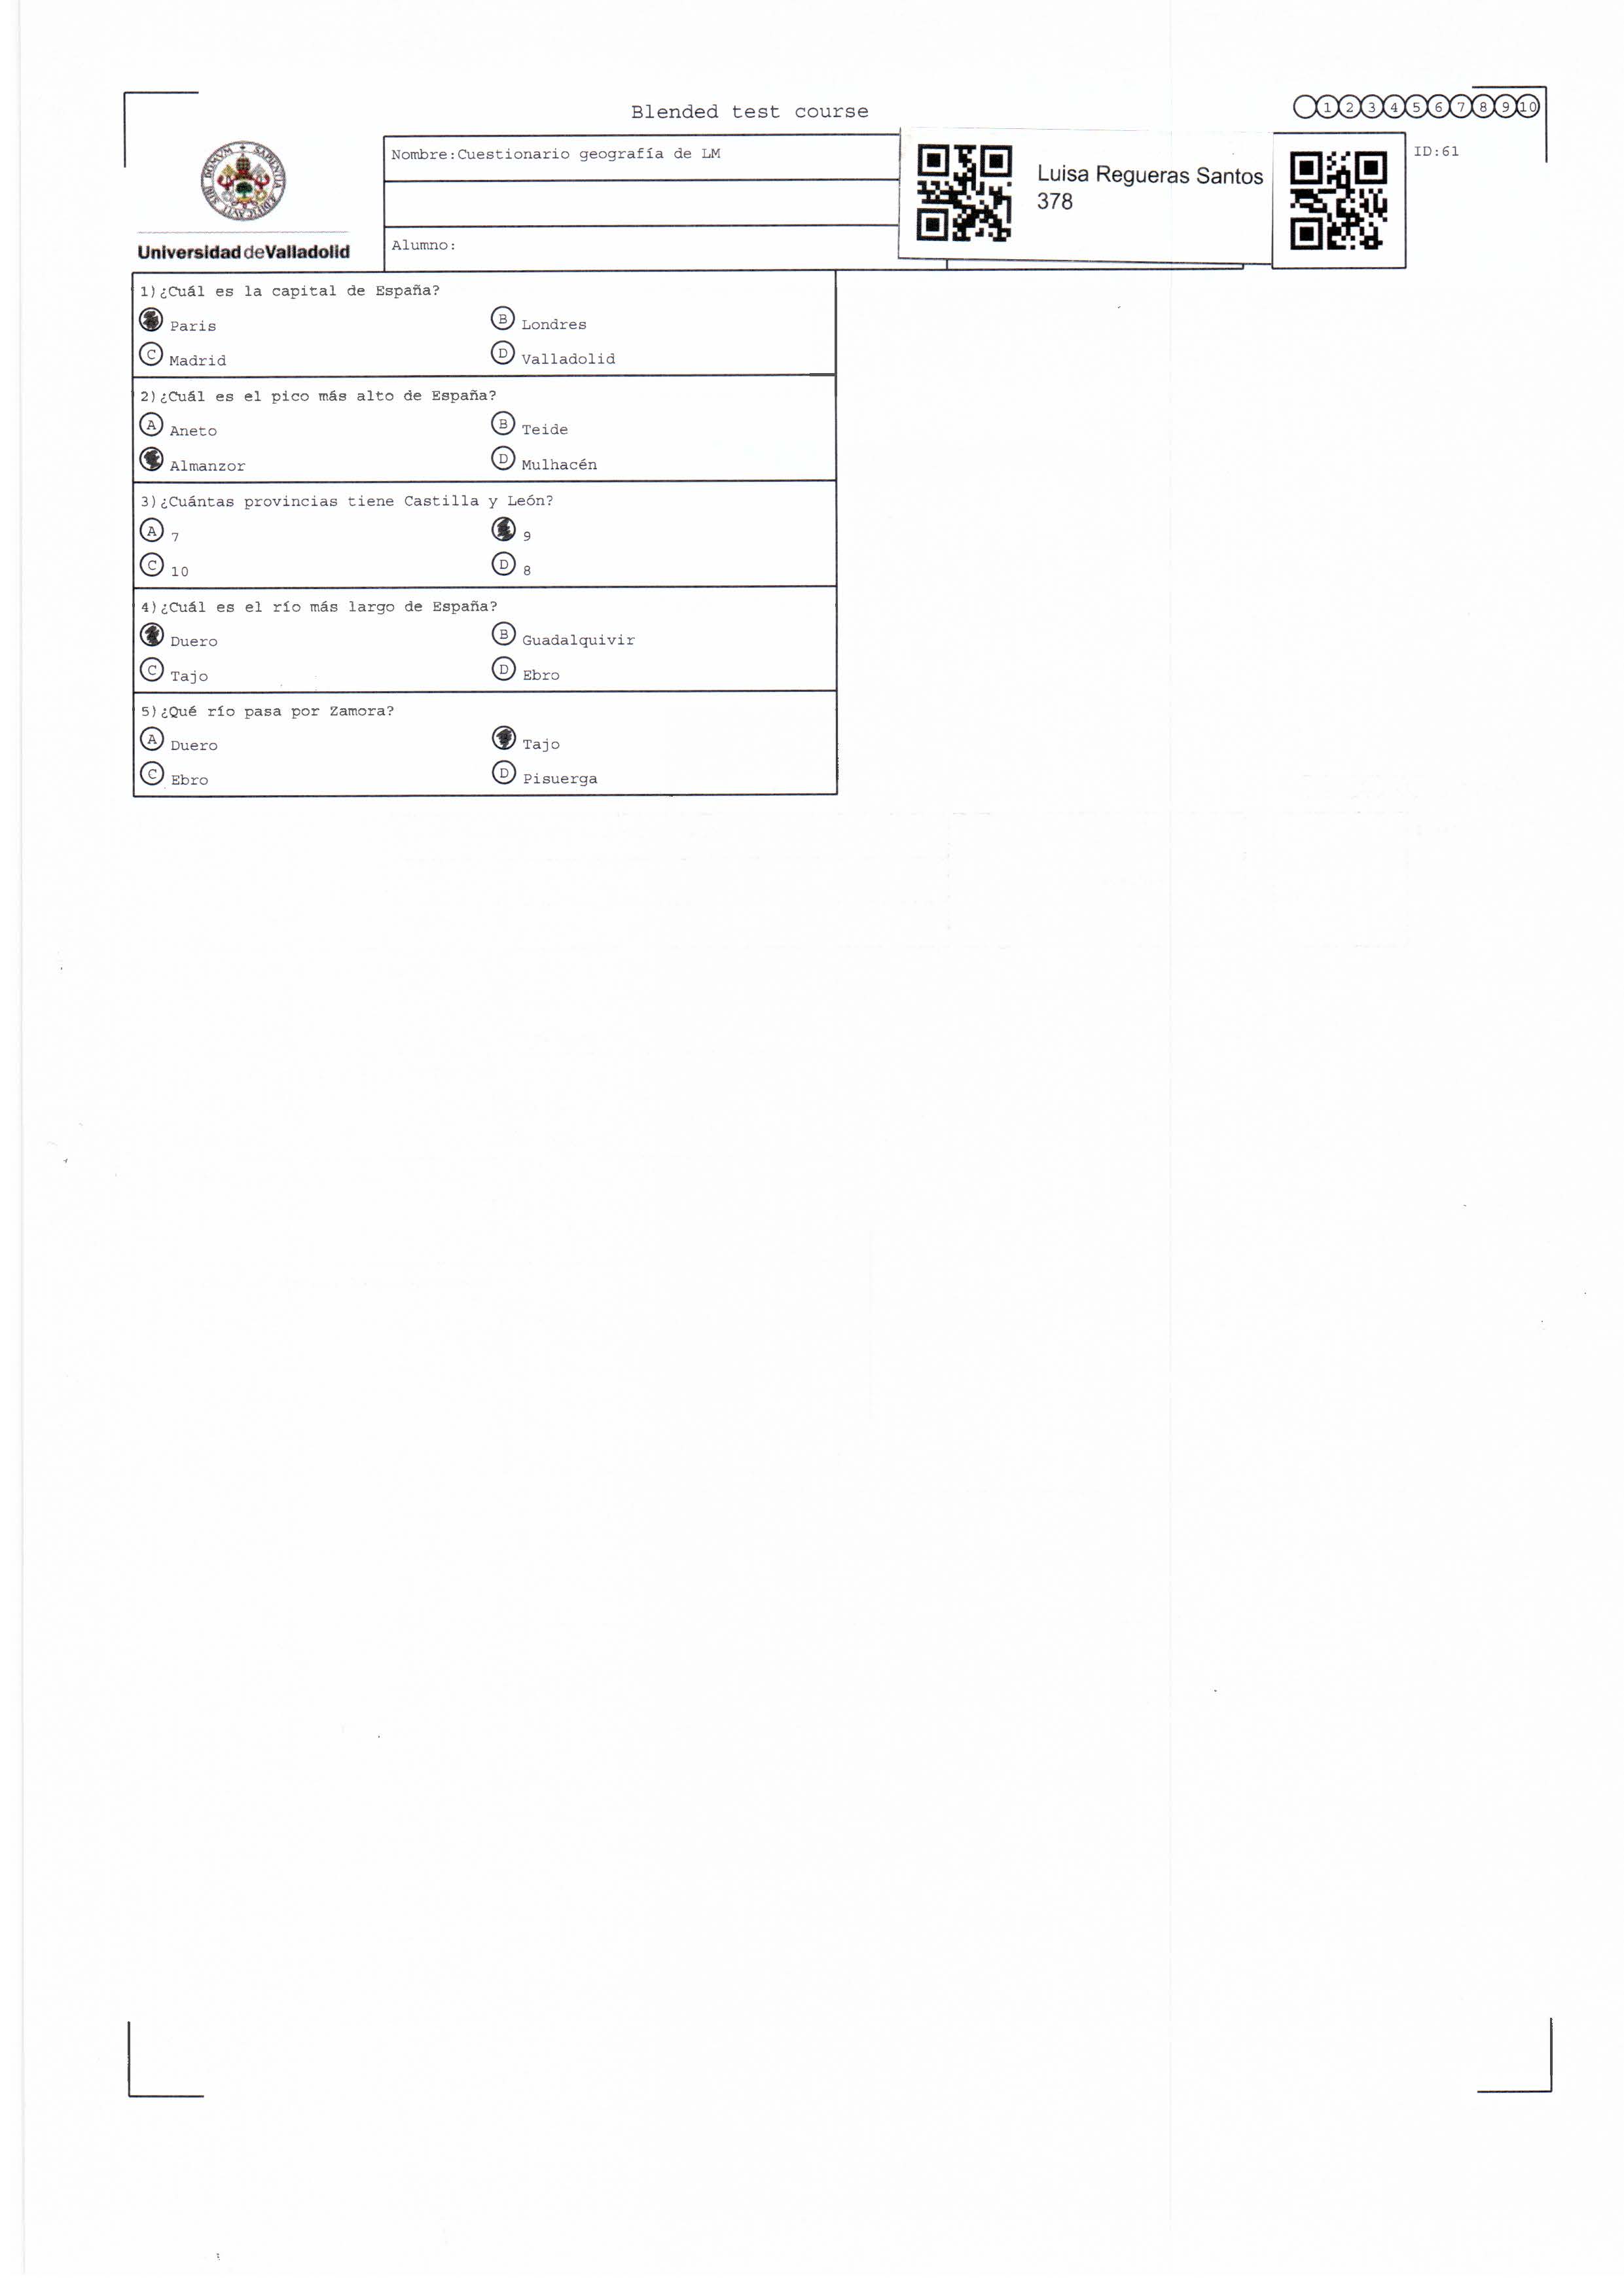 Blended test course
1 2 3 4 5 6 7 8 9 10
Universidad de Valladolid
Nombre:Cuestionario geografía de LM
Alumno:
Luisa Regueras Santos
378
ID:61
1)¿Cuál es la capital de España?
Paris
B Londres
C Madrid
D Valladolid
2)¿Cuál es el pico más alto de España?
A Aneto
B Teide
Almanzor
D Mulhacén
3)¿Cuántas provincias tiene Castilla y León?
A 7
9
C 10
D 8
4)¿Cuál es el río más largo de España?
Duero
B Guadalquivir
C Tajo
D Ebro
5)¿Qué río pasa por Zamora?
A Duero
Tajo
C Ebro
D Pisuerga